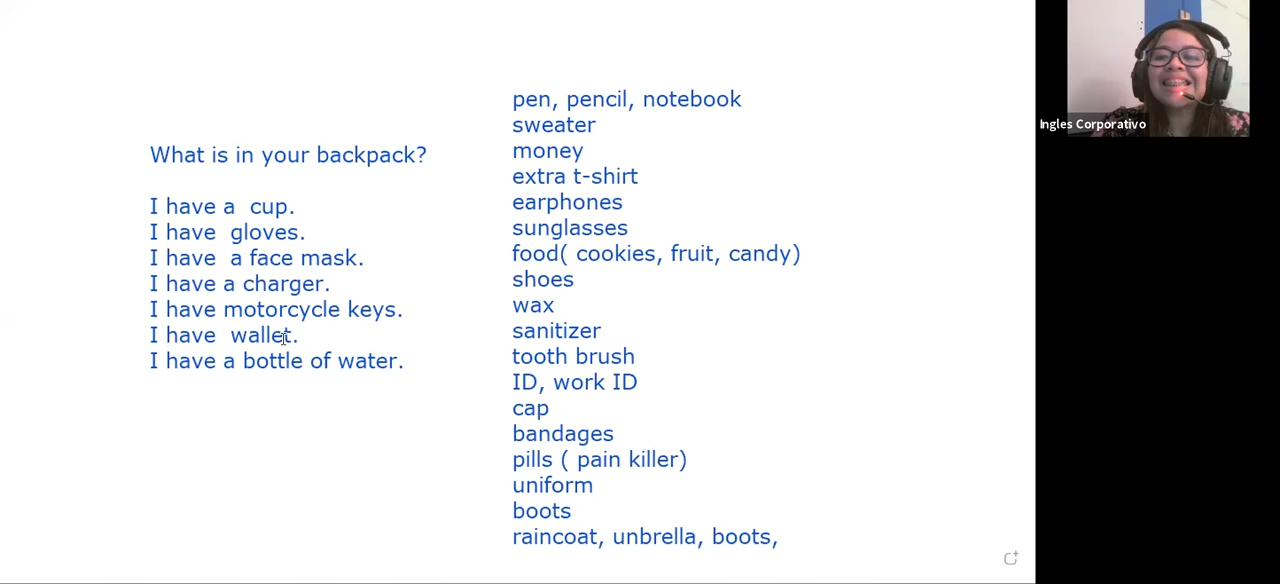 What is in your backpack?
I have a  cup.
I have  gloves.
I have  a face mask.
I have a charger.
I have motorcycle keys.
I have  wallet.
I have a bottle of water.
pen, pencil, notebook
sweater
money
extra t-shirt
earphones
sunglasses
food( cookies, fruit, candy)
shoes
wax
sanitizer
tooth brush
ID, work ID
cap
bandages
pills ( pain killer)
uniform
boots
raincoat, unbrella, boots,
Ingles Corporativo